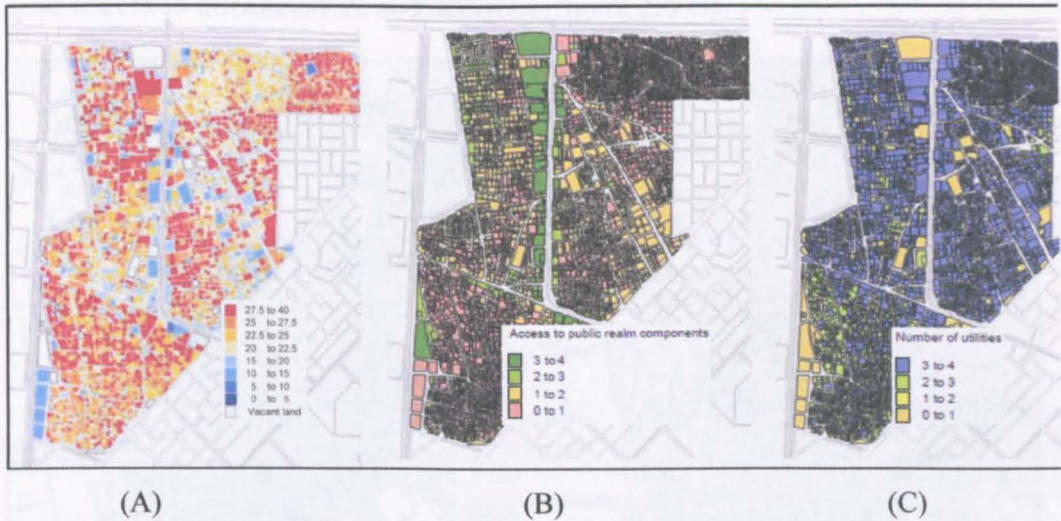 27.5 to 40
25 to 27.5
22.5 to 25
20 to 22.5
15 to 20
10 to 15
5 to 10
0 to 5
Vacant land
Access to public realm components
3 to 4
2 to 3
1 to 2
0 to 1
Number of utilities
3 to 4
2 to 3
1 to 2
0 to 1
(A) (B) (C)